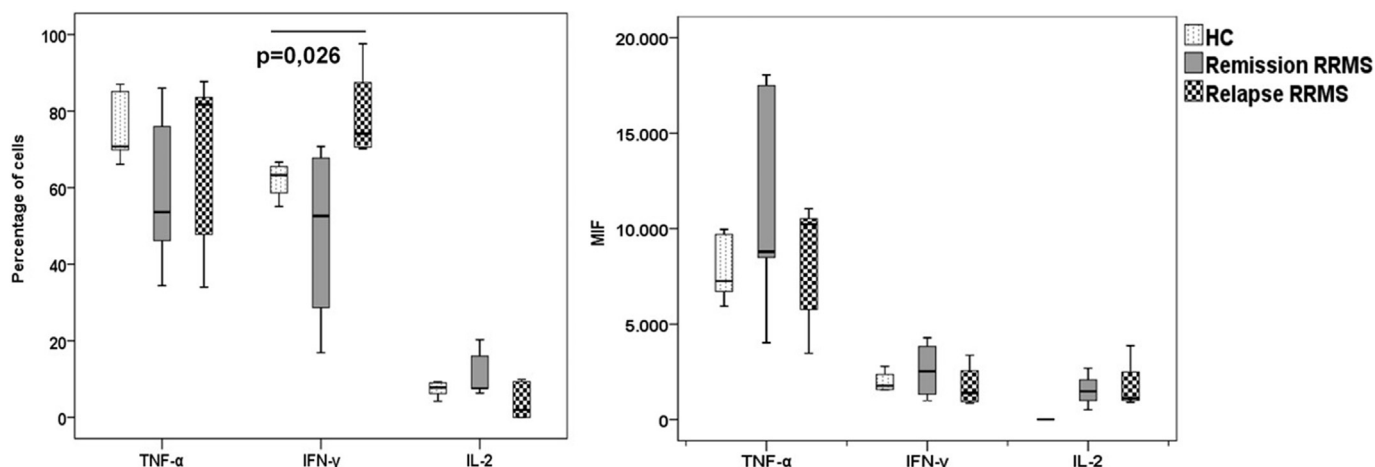 100
80
60
40
20
0
Percentage of cells
p=0,026
TNF-α
IFN-γ
IL-2
20.000
15.000
10.000
5.000
0
MIF
TNF-α
IFN-γ
IL-2
HC
Remission RRMS
Relapse RRMS